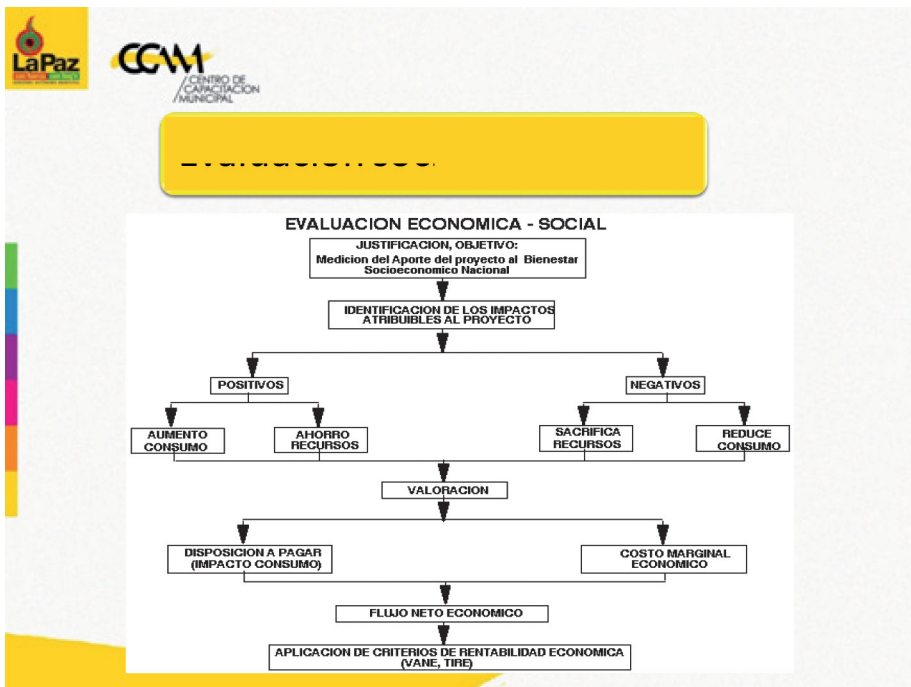 LaPaz
CCAM
CENTRO DE
CAPACITACION
MUNICIPAL
EVALUACION ECONOMICA - SOCIAL
JUSTIFICACION, OBJETIVO:
Medicion del Aporte del proyecto al Bienestar
Socioeconomico Nacional
IDENTIFICACION DE LOS IMPACTOS
ATRIBUIBLES AL PROYECTO
POSITIVOS
NEGATIVOS
AUMENTO
CONSUMO
AHORRO
RECURSOS
SACRIFICA
RECURSOS
REDUCE
CONSUMO
VALORACION
DISPOSICION A PAGAR
(IMPACTO CONSUMO)
COSTO MARGINAL
ECONOMICO
FLUJO NETO ECONOMICO
APLICACION DE CRITERIOS DE RENTABILIDAD ECONOMICA
(VANE, TIRE)